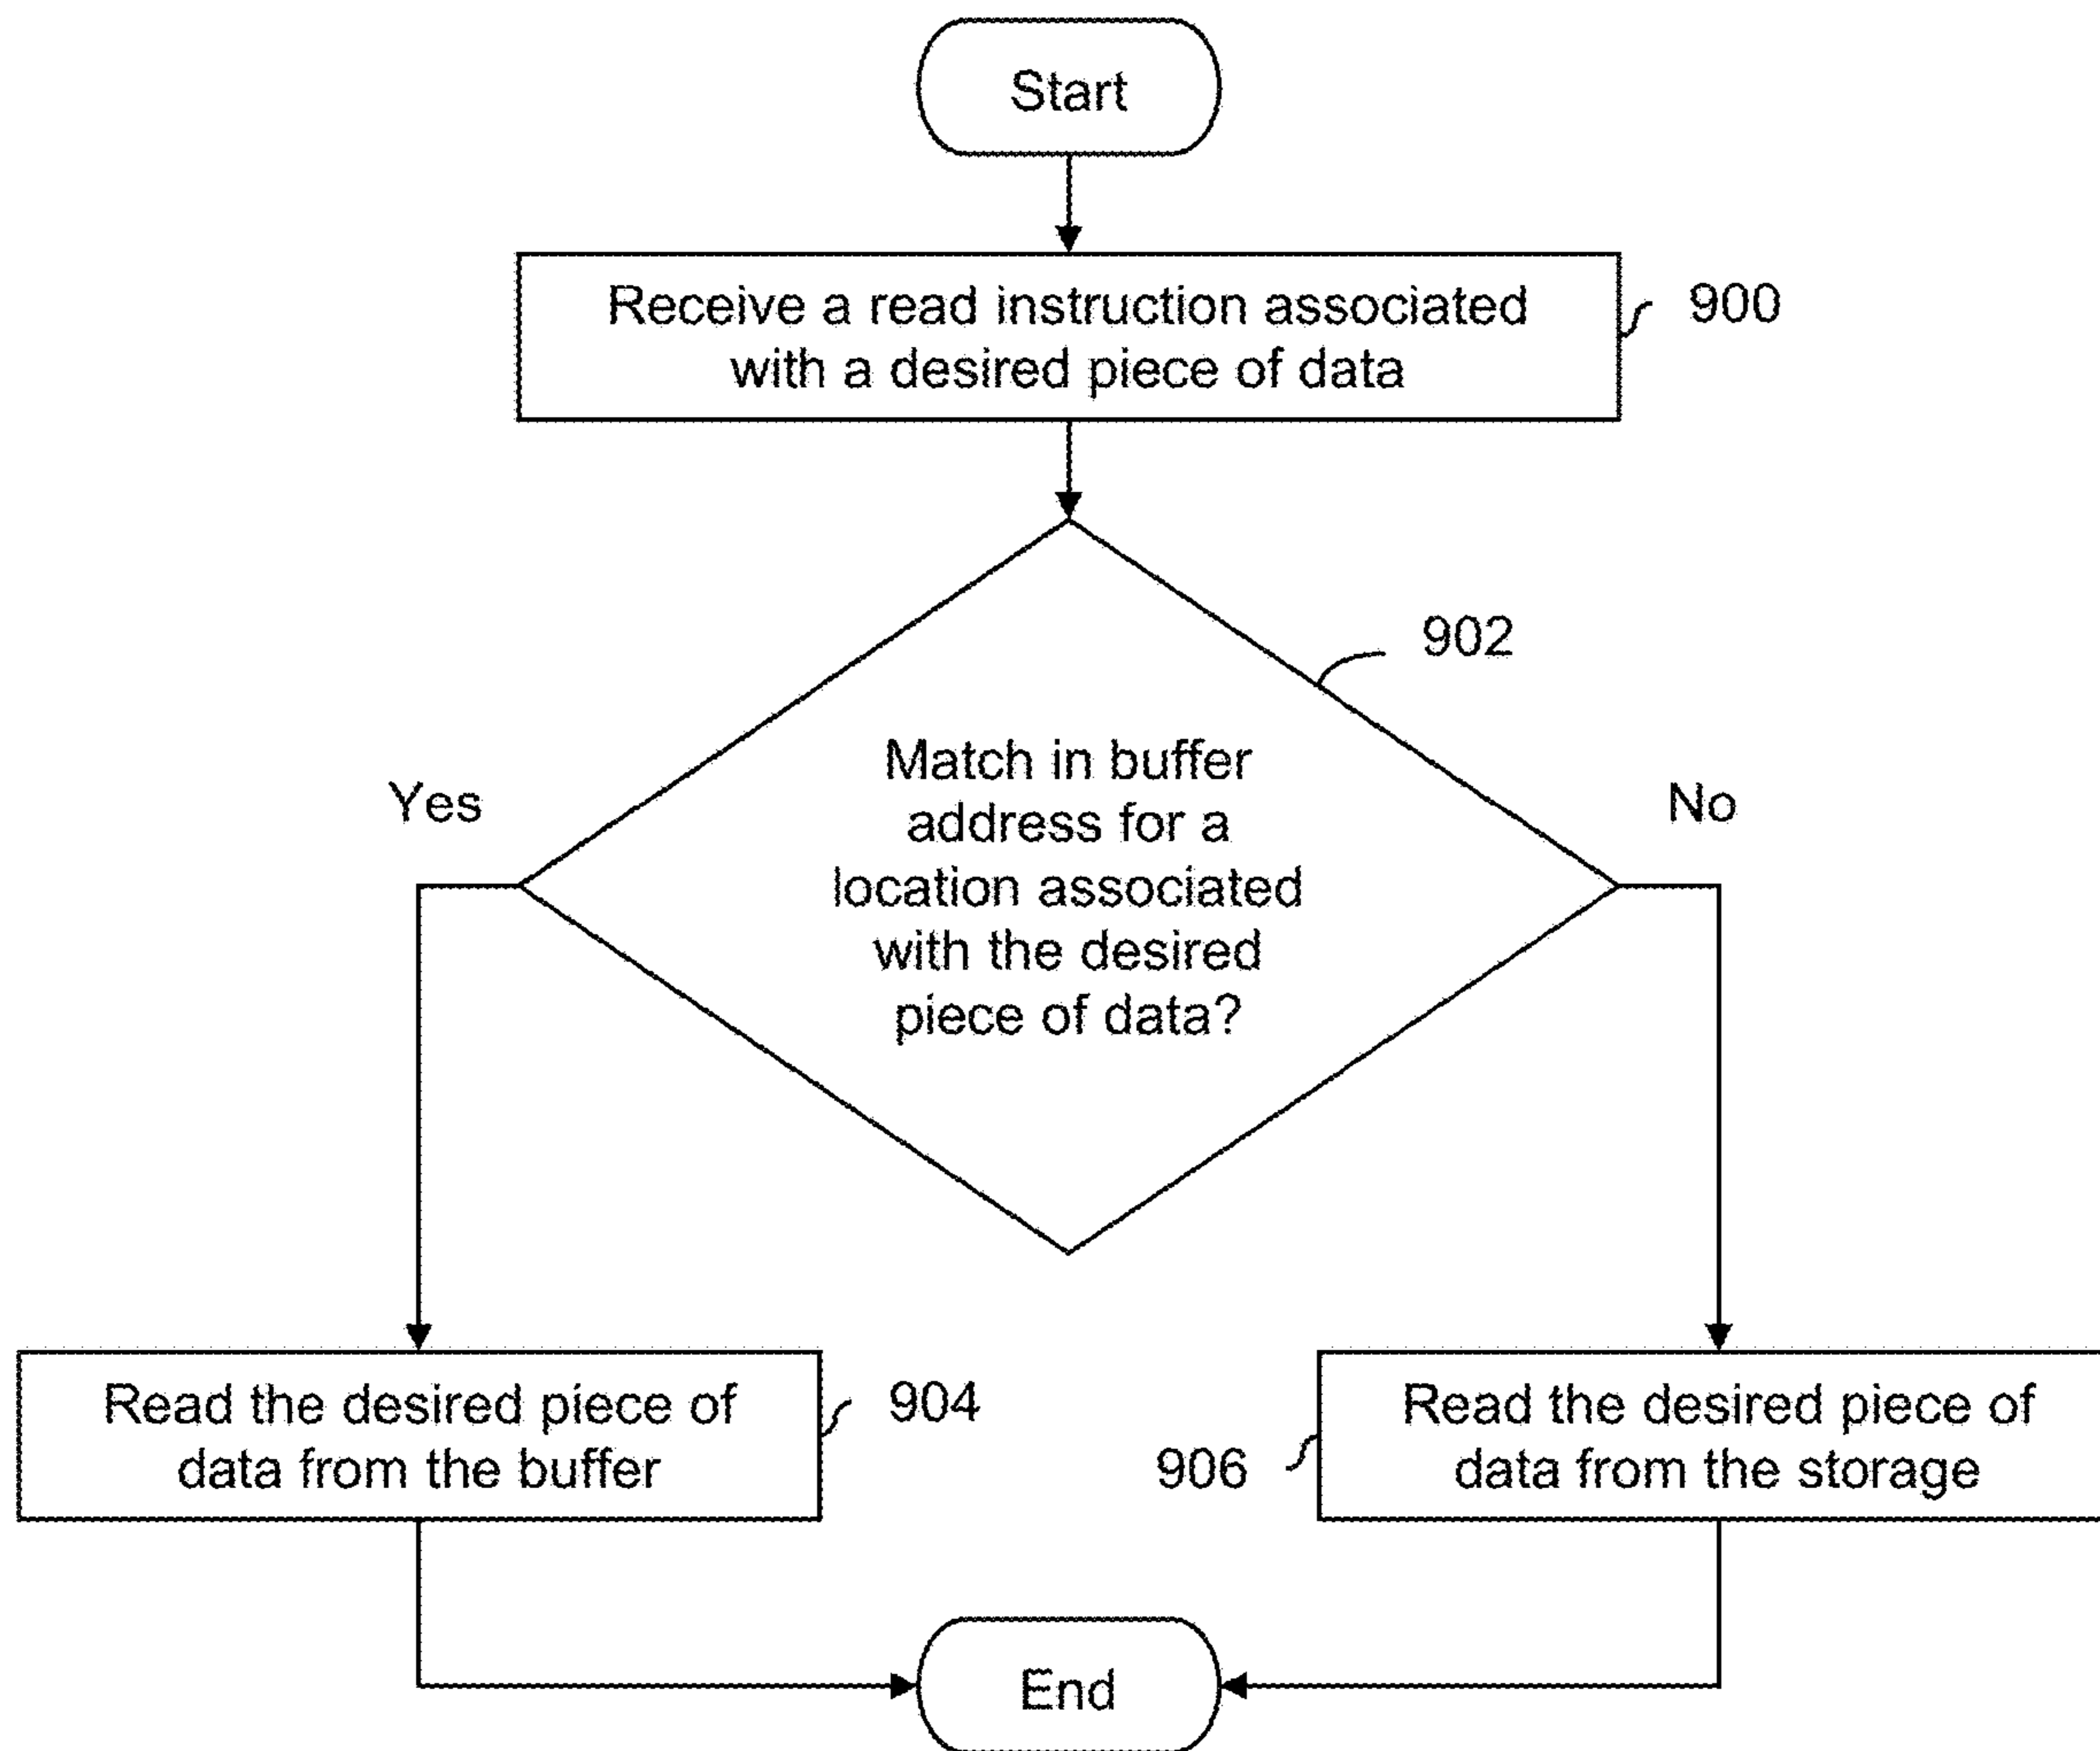 Start
Receive a read instruction associated
with a desired piece of data
900
902
Match in buffer
address for a
location associated
with the desired
piece of data?
Yes
No
Read the desired piece of
data from the buffer
904
906
Read the desired piece of
data from the storage
End